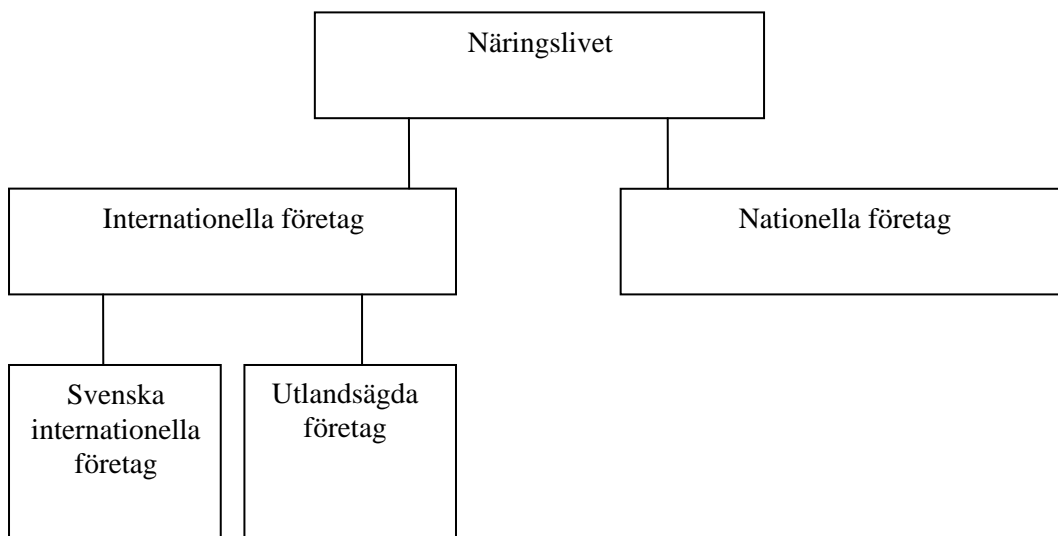 Näringslivet
Internationella företag
Nationella företag
Svenska
internationella
företag
Utlandsägda
företag